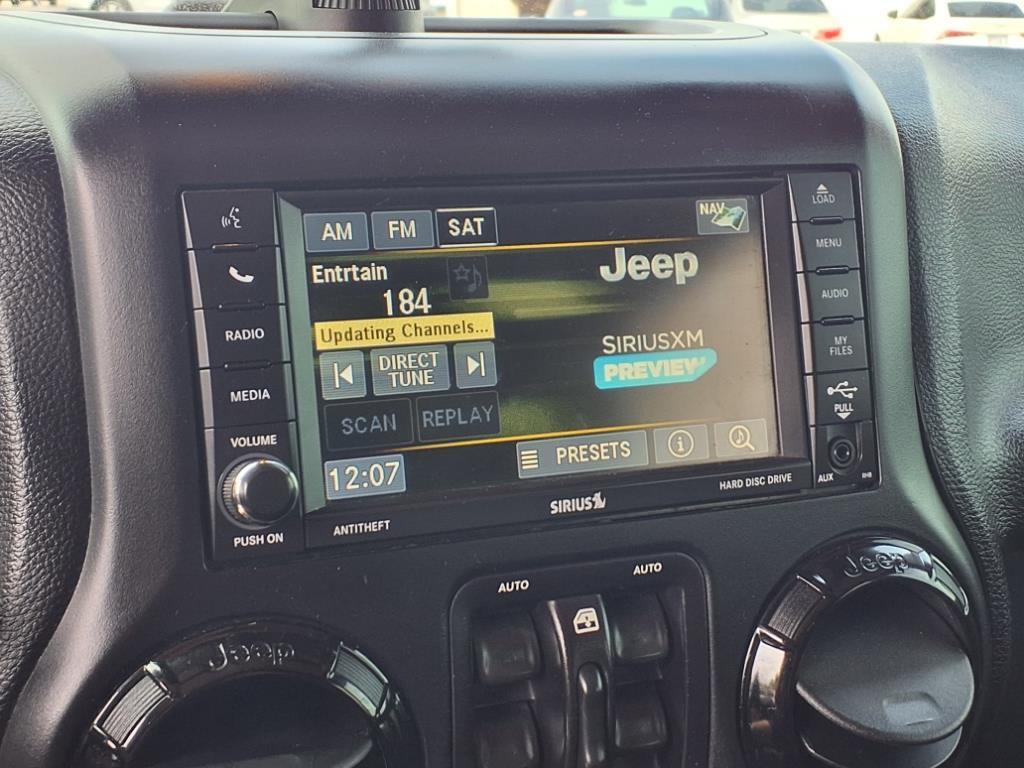 AM FM SAT NAV
Entrtain
184
Updating Channels...
DIRECT
TUNE
SCAN REPLAY
12:07
PRESETS
Jeep
SIRIUSXM
PREVIEW
RADIO
MEDIA
VOLUME
PUSH ON
LOAD
MENU
AUDIO
MY
FILES
PULL
AUX RHB
ANTITHEFT
SIRIUS
HARD DISC DRIVE
AUTO AUTO
Jeep
Jeep